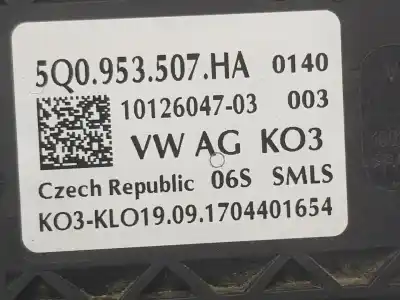 5Q0.953.507.HA 0140
10126047-03 003
VW AG KO3
Czech Republic 06S SMLS
KO3-KLO19.09.1704401654